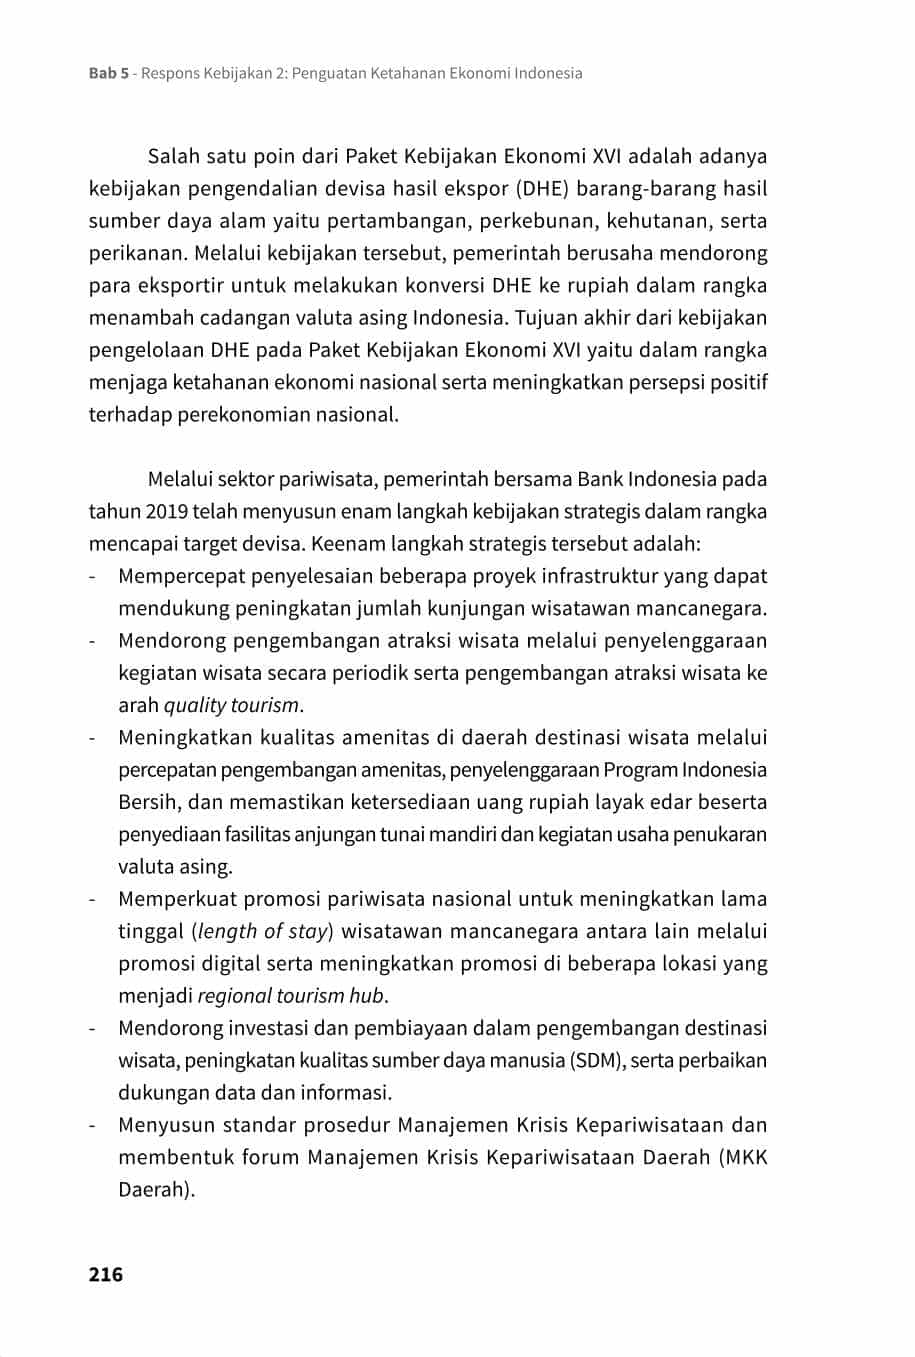 Bab 5 - Respons Kebijakan 2: Penguatan Ketahanan Ekonomi Indonesia
Salah satu poin dari Paket Kebijakan Ekonomi XVI adalah adanya
kebijakan pengendalian devisa hasil ekspor (DHE) barang-barang hasil
sumber daya alam yaitu pertambangan, perkebunan, kehutanan, serta
perikanan. Melalui kebijakan tersebut, pemerintah berusaha mendorong
para eksportir untuk melakukan konversi DHE ke rupiah dalam rangka
menambah cadangan valuta asing Indonesia. Tujuan akhir dari kebijakan
pengelolaan DHE pada Paket Kebijakan Ekonomi XVI yaitu dalam rangka
menjaga ketahanan ekonomi nasional serta meningkatkan persepsi positif
terhadap perekonomian nasional.
Melalui sektor pariwisata, pemerintah bersama Bank Indonesia pada
tahun 2019 telah menyusun enam langkah kebijakan strategis dalam rangka
mencapai target devisa. Keenam langkah strategis tersebut adalah:
- Mempercepat penyelesaian beberapa proyek infrastruktur yang dapat
mendukung peningkatan jumlah kunjungan wisatawan mancanegara.
- Mendorong pengembangan atraksi wisata melalui penyelenggaraan
kegiatan wisata secara periodik serta pengembangan atraksi wisata ke
arah quality tourism.
- Meningkatkan kualitas amenitas di daerah destinasi wisata melalui
percepatan pengembangan amenitas, penyelenggaraan Program Indonesia
Bersih, dan memastikan ketersediaan uang rupiah layak edar beserta
penyediaan fasilitas anjungan tunai mandiri dan kegiatan usaha penukaran
valuta asing.
- Memperkuat promosi pariwisata nasional untuk meningkatkan lama
tinggal (length of stay) wisatawan mancanegara antara lain melalui
promosi digital serta meningkatkan promosi di beberapa lokasi yang
menjadi regional tourism hub.
- Mendorong investasi dan pembiayaan dalam pengembangan destinasi
wisata, peningkatan kualitas sumber daya manusia (SDM), serta perbaikan
dukungan data dan informasi.
- Menyusun standar prosedur Manajemen Krisis Kepariwisataan dan
membentuk forum Manajemen Krisis Kepariwisataan Daerah (MKK
Daerah).
216